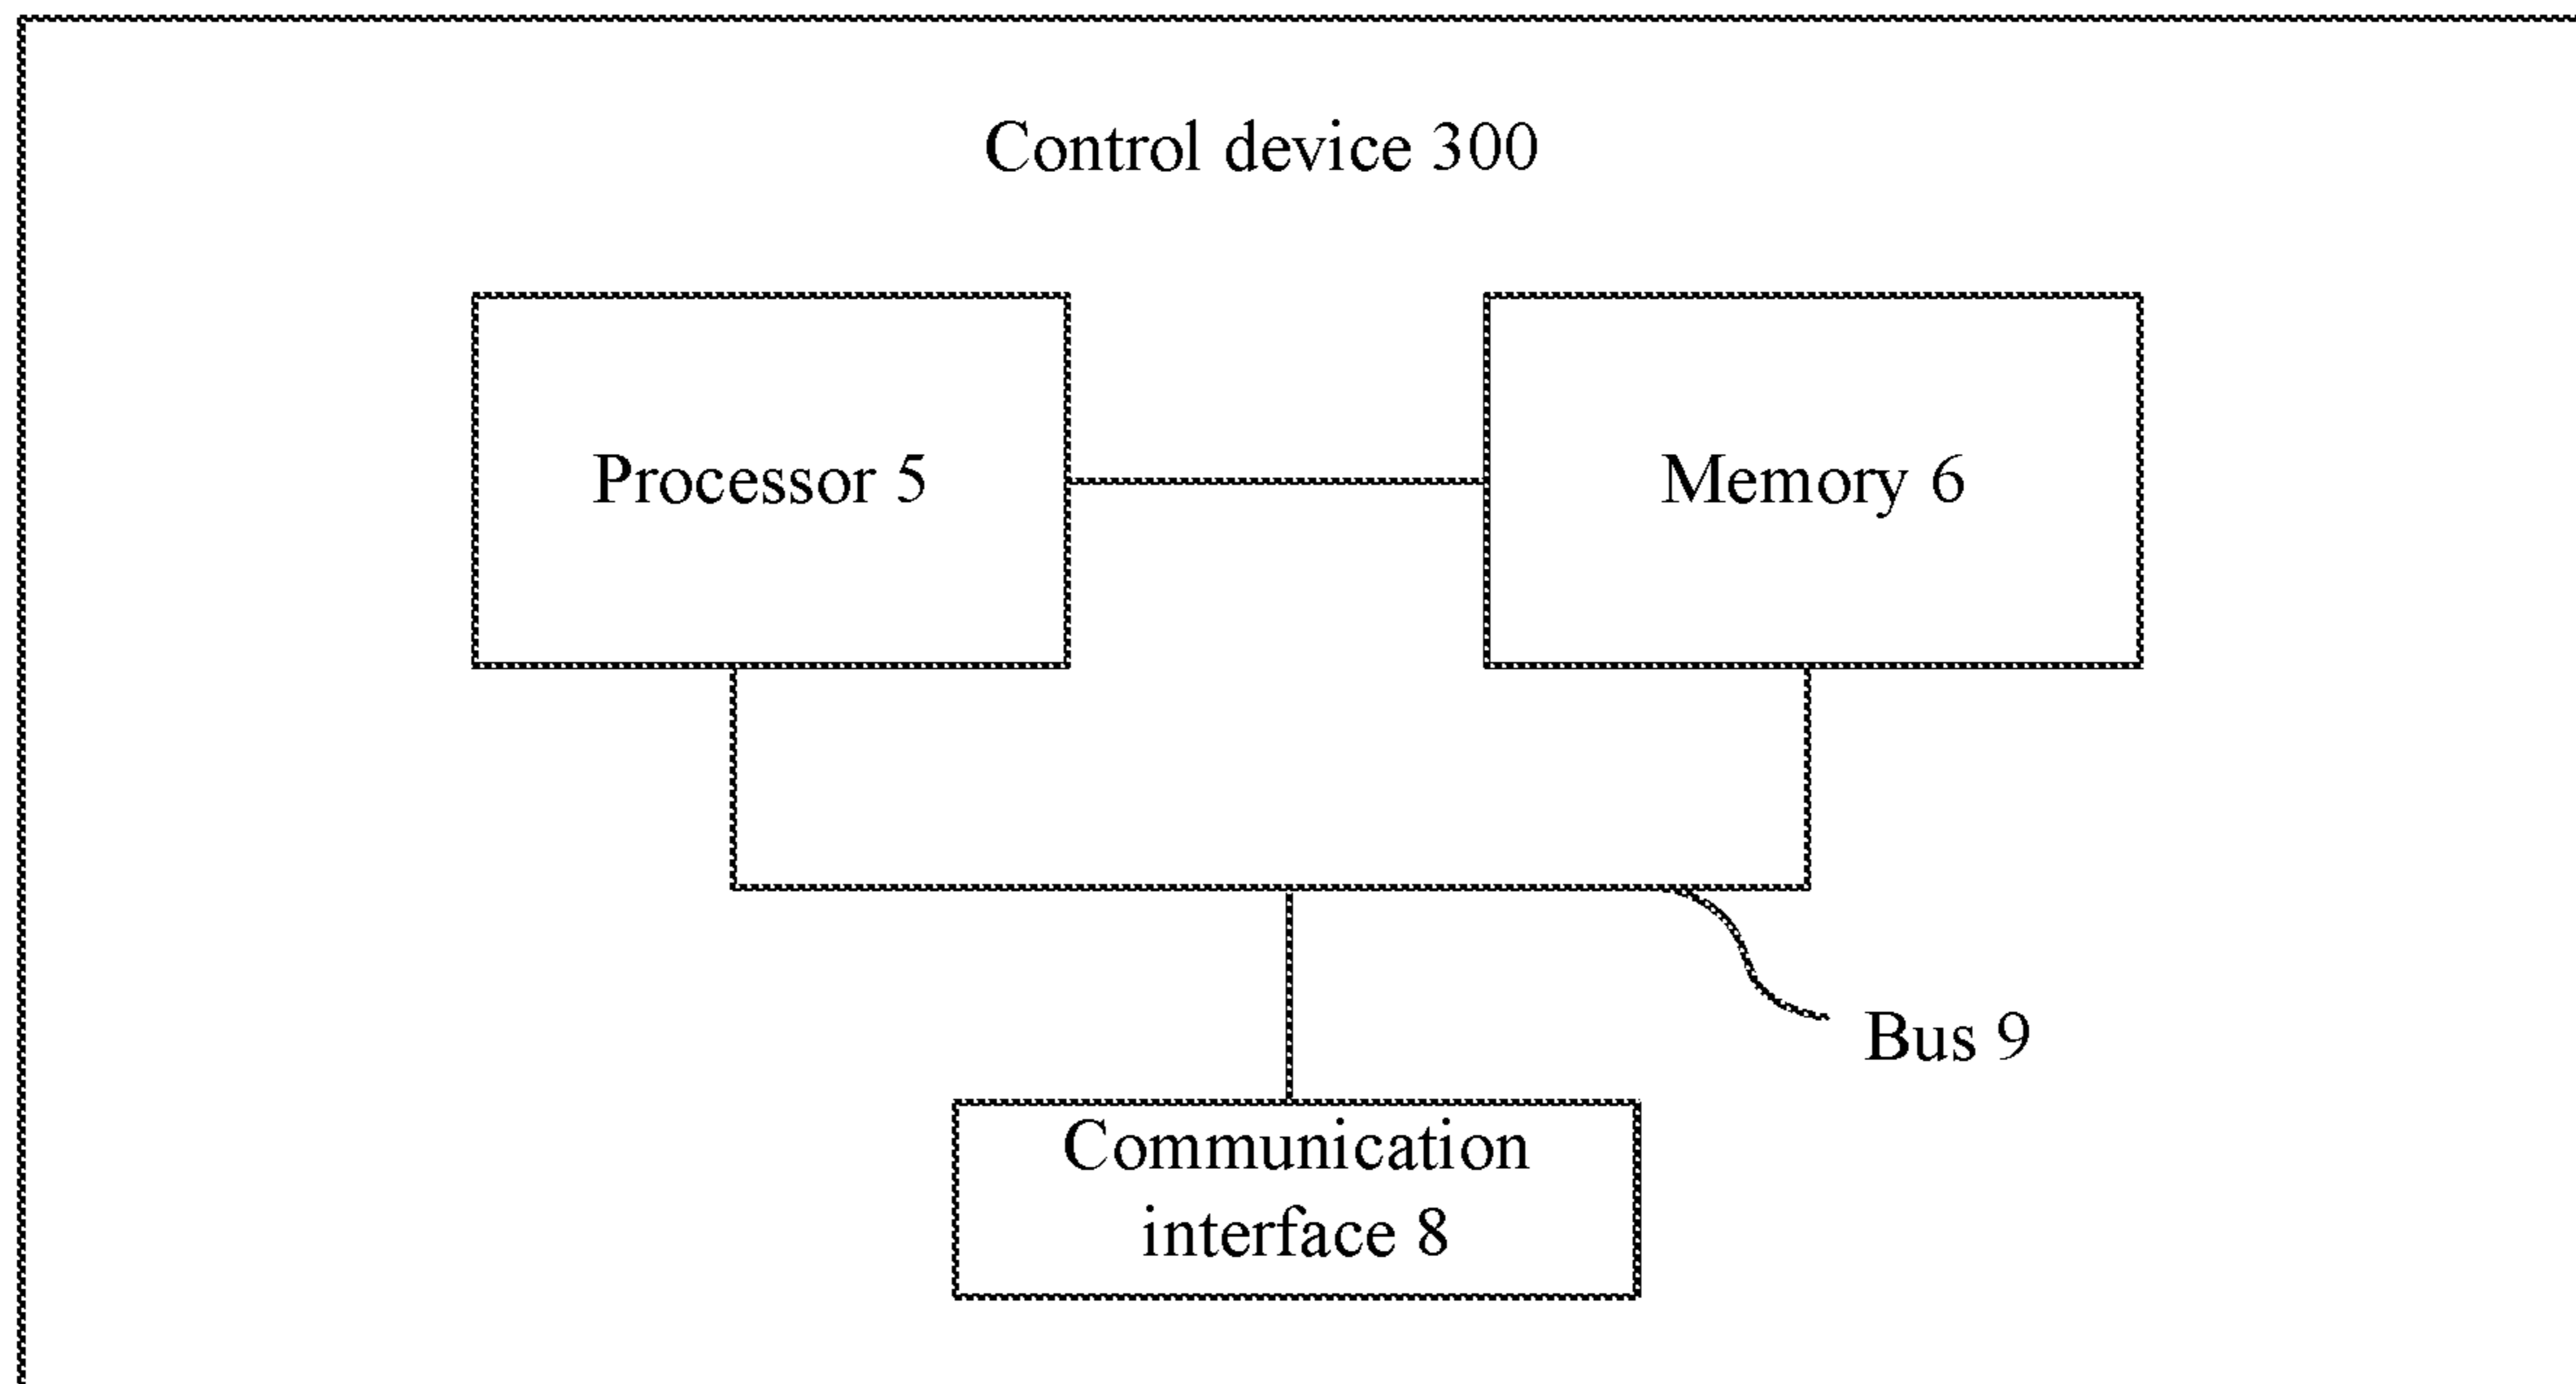 Control device 300
Processor 5
Memory 6
Bus 9
Communication
interface 8